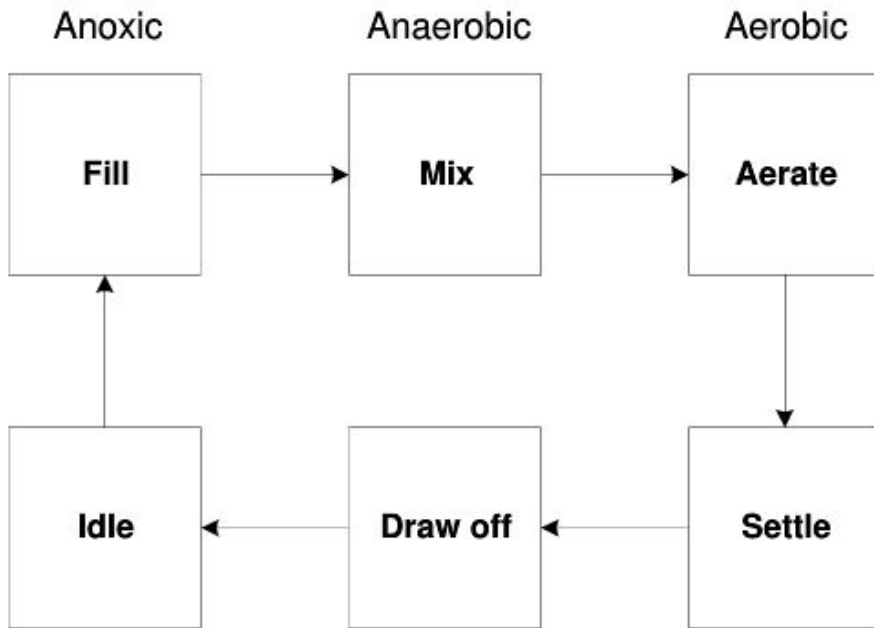 Anoxic
Anaerobic
Aerobic
Fill
Mix
Aerate
Idle
Draw off
Settle